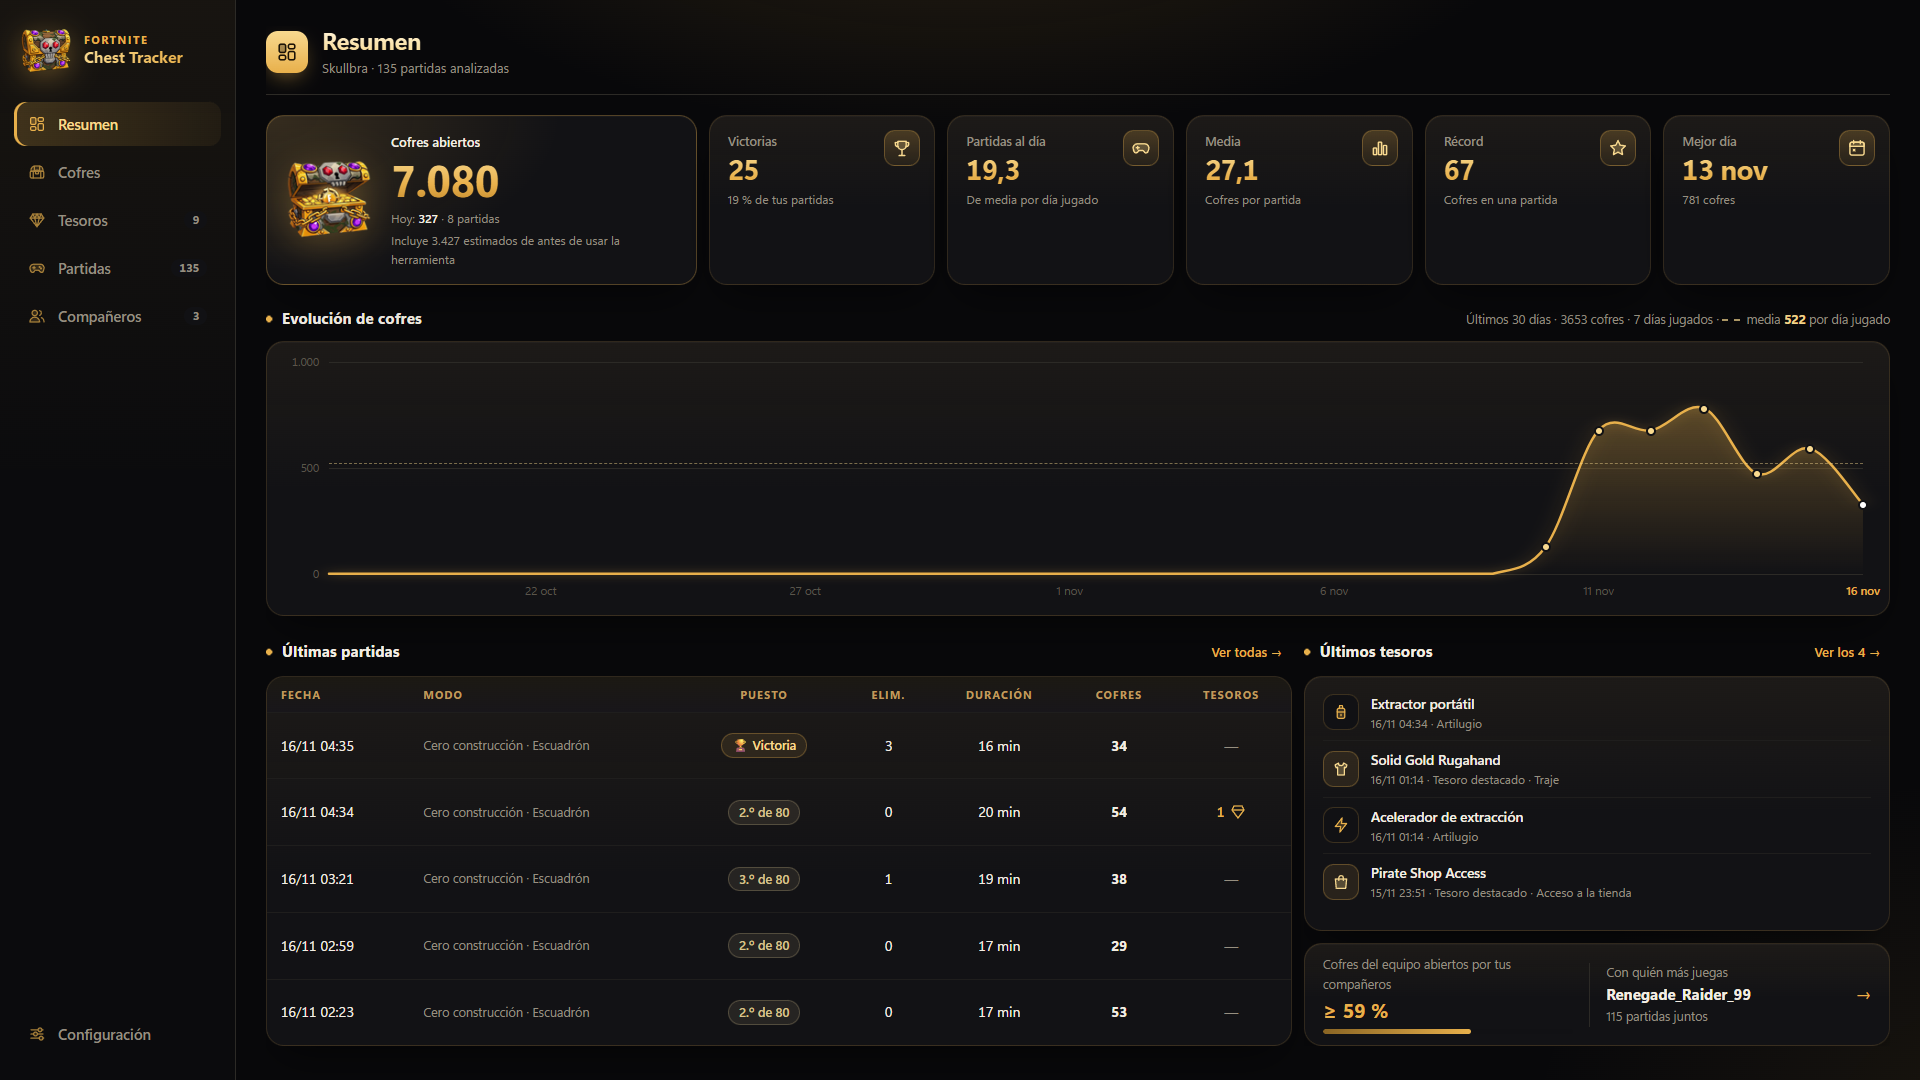 FORTNITE
Chest Tracker
Resumen
Cofres
Tesoros 9
Partidas 135
Compañeros 3
Configuración
Resumen
Skullbra · 135 partidas analizadas
Cofres abiertos
7.080
Hoy: 327 · 8 partidas
Incluye 3.427 estimados de antes de usar la
herramienta
Victorias
25
19 % de tus partidas
Partidas al día
19,3
De media por día jugado
Media
27,1
Cofres por partida
Récord
67
Cofres en una partida
Mejor día
13 nov
781 cofres
Evolución de cofres
Últimos 30 días · 3653 cofres · 7 días jugados · media 522 por día jugado
1.000
500
0
22 oct 27 oct 1 nov 6 nov 11 nov 16 nov
Últimas partidas
Ver todas →
FECHA MODO PUESTO ELIM. DURACIÓN COFRES TESOROS
16/11 04:35 Cero construcción · Escuadrón Victoria 3 16 min 34 —
16/11 04:34 Cero construcción · Escuadrón 2.º de 80 0 20 min 54 1
16/11 03:21 Cero construcción · Escuadrón 3.º de 80 1 19 min 38 —
16/11 02:59 Cero construcción · Escuadrón 2.º de 80 0 17 min 29 —
16/11 02:23 Cero construcción · Escuadrón 2.º de 80 0 17 min 53 —
Últimos tesoros
Ver los 4 →
Extractor portátil
16/11 04:34 · Artilugio
Solid Gold Rugahand
16/11 01:14 · Tesoro destacado · Traje
Acelerador de extracción
16/11 01:14 · Artilugio
Pirate Shop Access
15/11 23:51 · Tesoro destacado · Acceso a la tienda
Cofres del equipo abiertos por tus
compañeros
≥ 59 %
Con quién más juegas
Renegade_Raider_99
115 partidas juntos
→